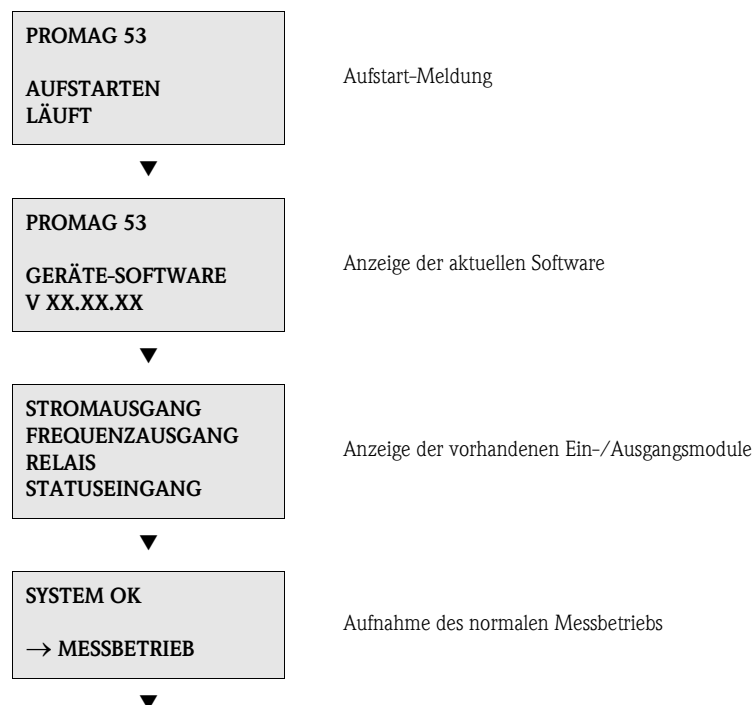 PROMAG 53
AUFSTARTEN
LÄUFT
Aufstart-Meldung
▼
PROMAG 53
GERÄTE-SOFTWARE
V XX.XX.XX
Anzeige der aktuellen Software
▼
STROMAUSGANG
FREQUENZAUSGANG
RELAIS
STATUSEINGANG
Anzeige der vorhandenen Ein-/Ausgangsmodule
▼
SYSTEM OK
→ MESSBETRIEB
Aufnahme des normalen Messbetriebs
▼